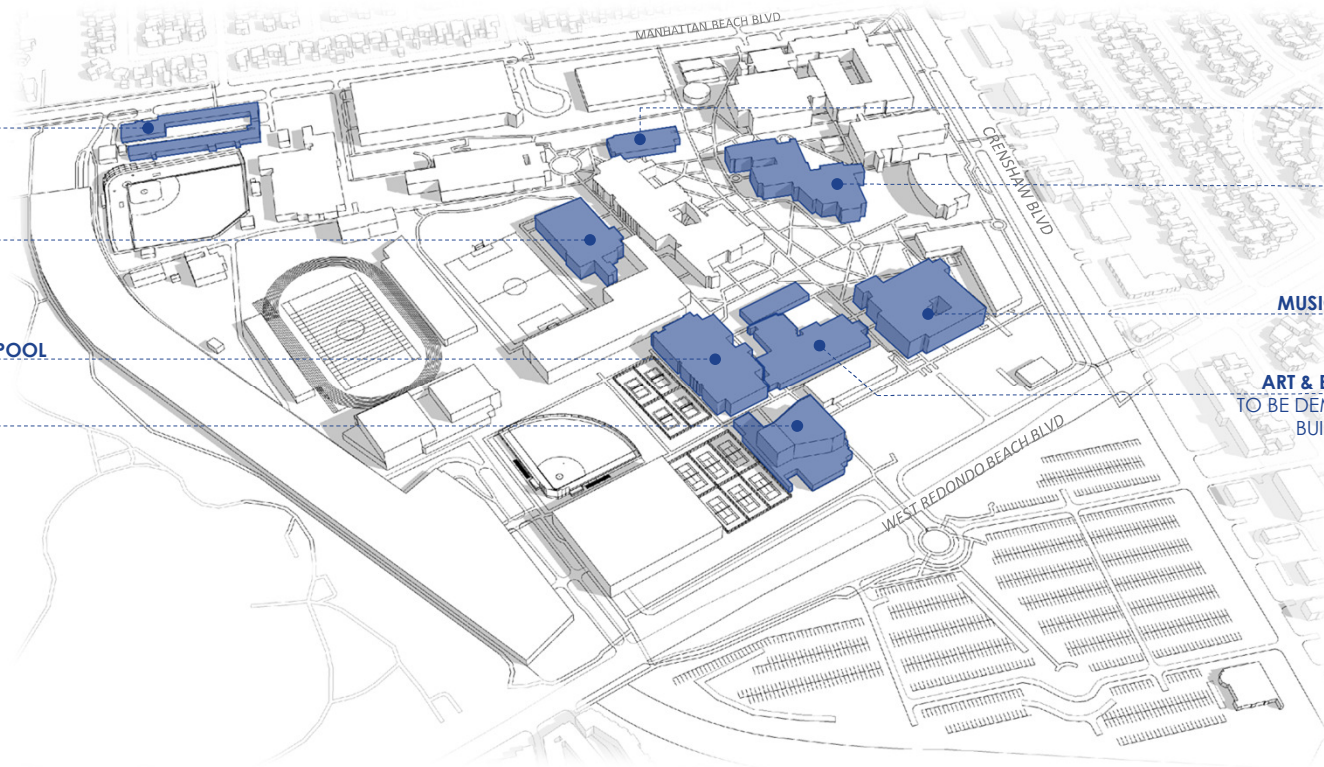 MANHATTAN BEACH BLVD
CRENSHAW BLVD
MUSI
POOL
ART & E
TO BE DEM
BUI
WEST REDONDO BEACH BLVD